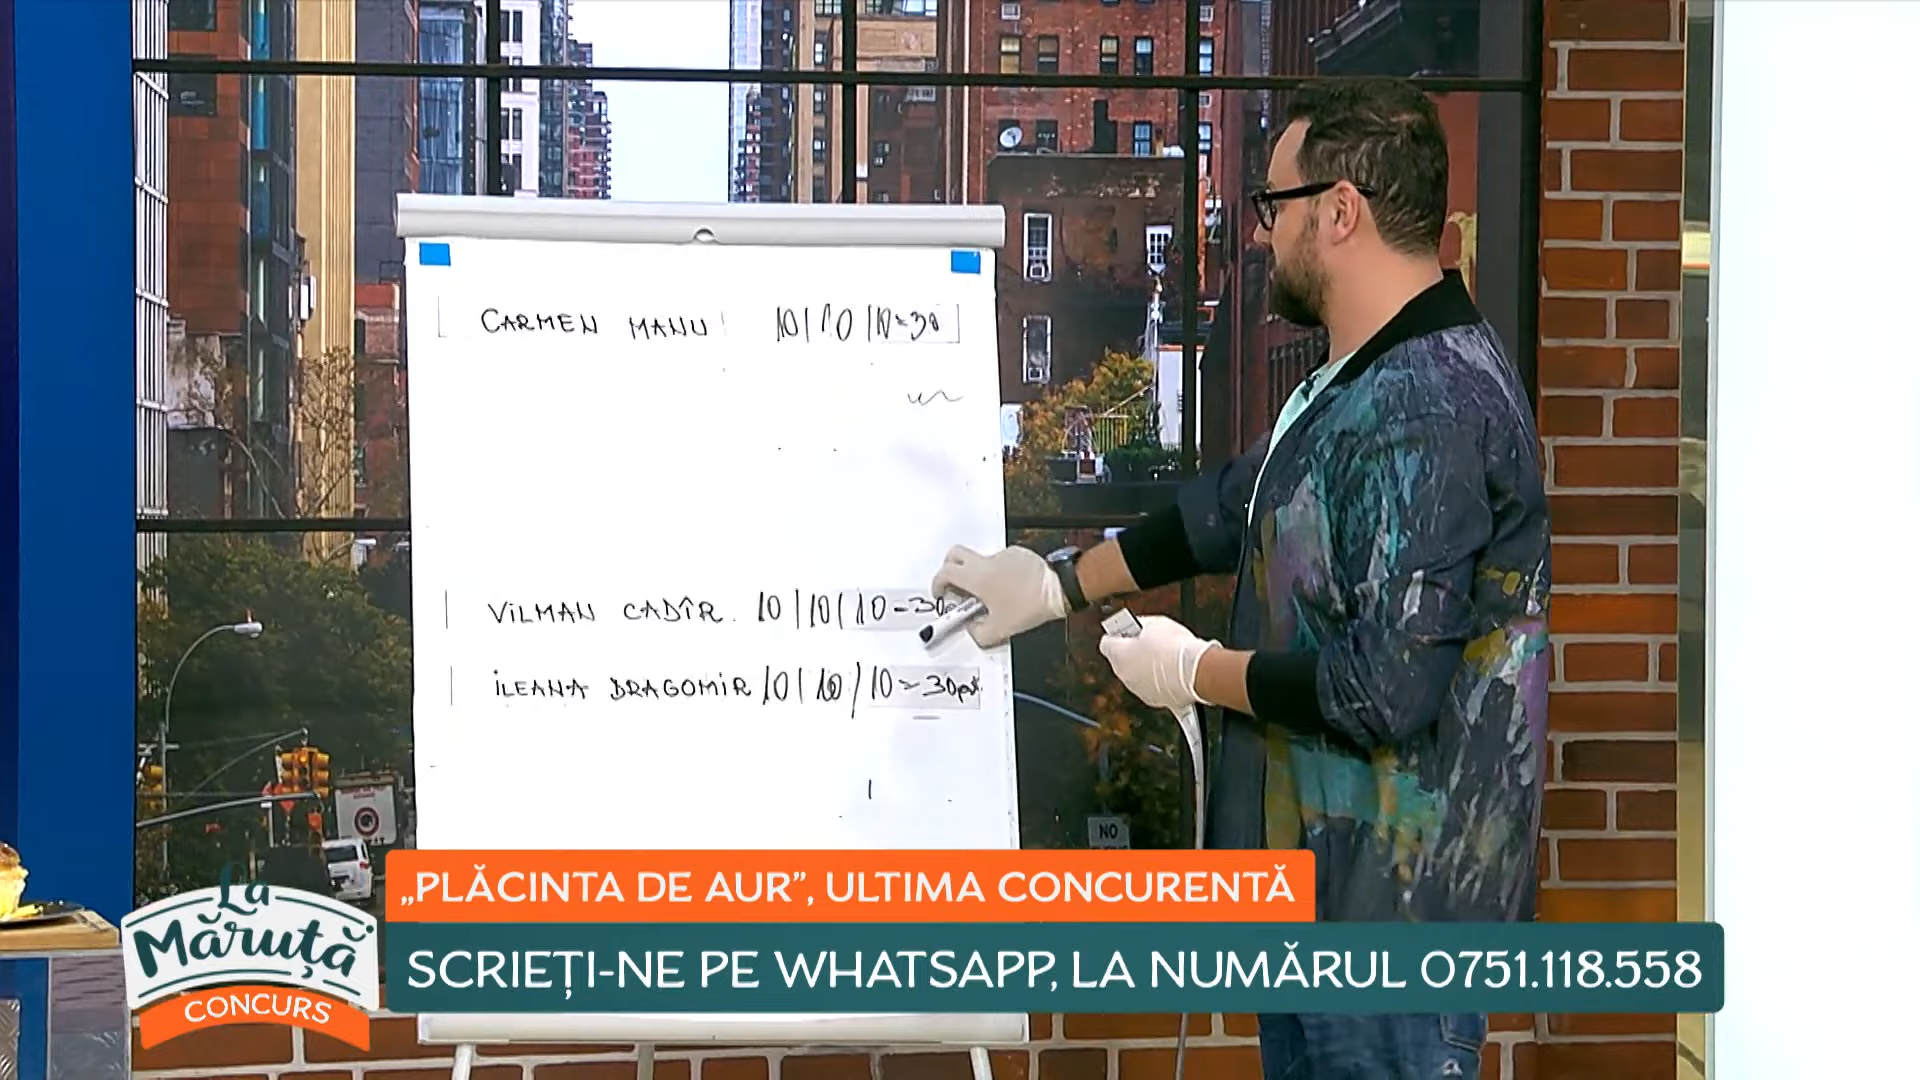 CARMEN MANU 10 | 10 | 10 = 30
VILMAN CADÎR. 10 | 10 | 10 - 30
ILEANA DRAGOMIR 10 | 10 / 10 = 30pct
NO
„PLĂCINTA DE AUR”, ULTIMA CONCURENTĂ
La Măruță
CONCURS
SCRIEȚI-NE PE WHATSAPP, LA NUMĂRUL 0751.118.558